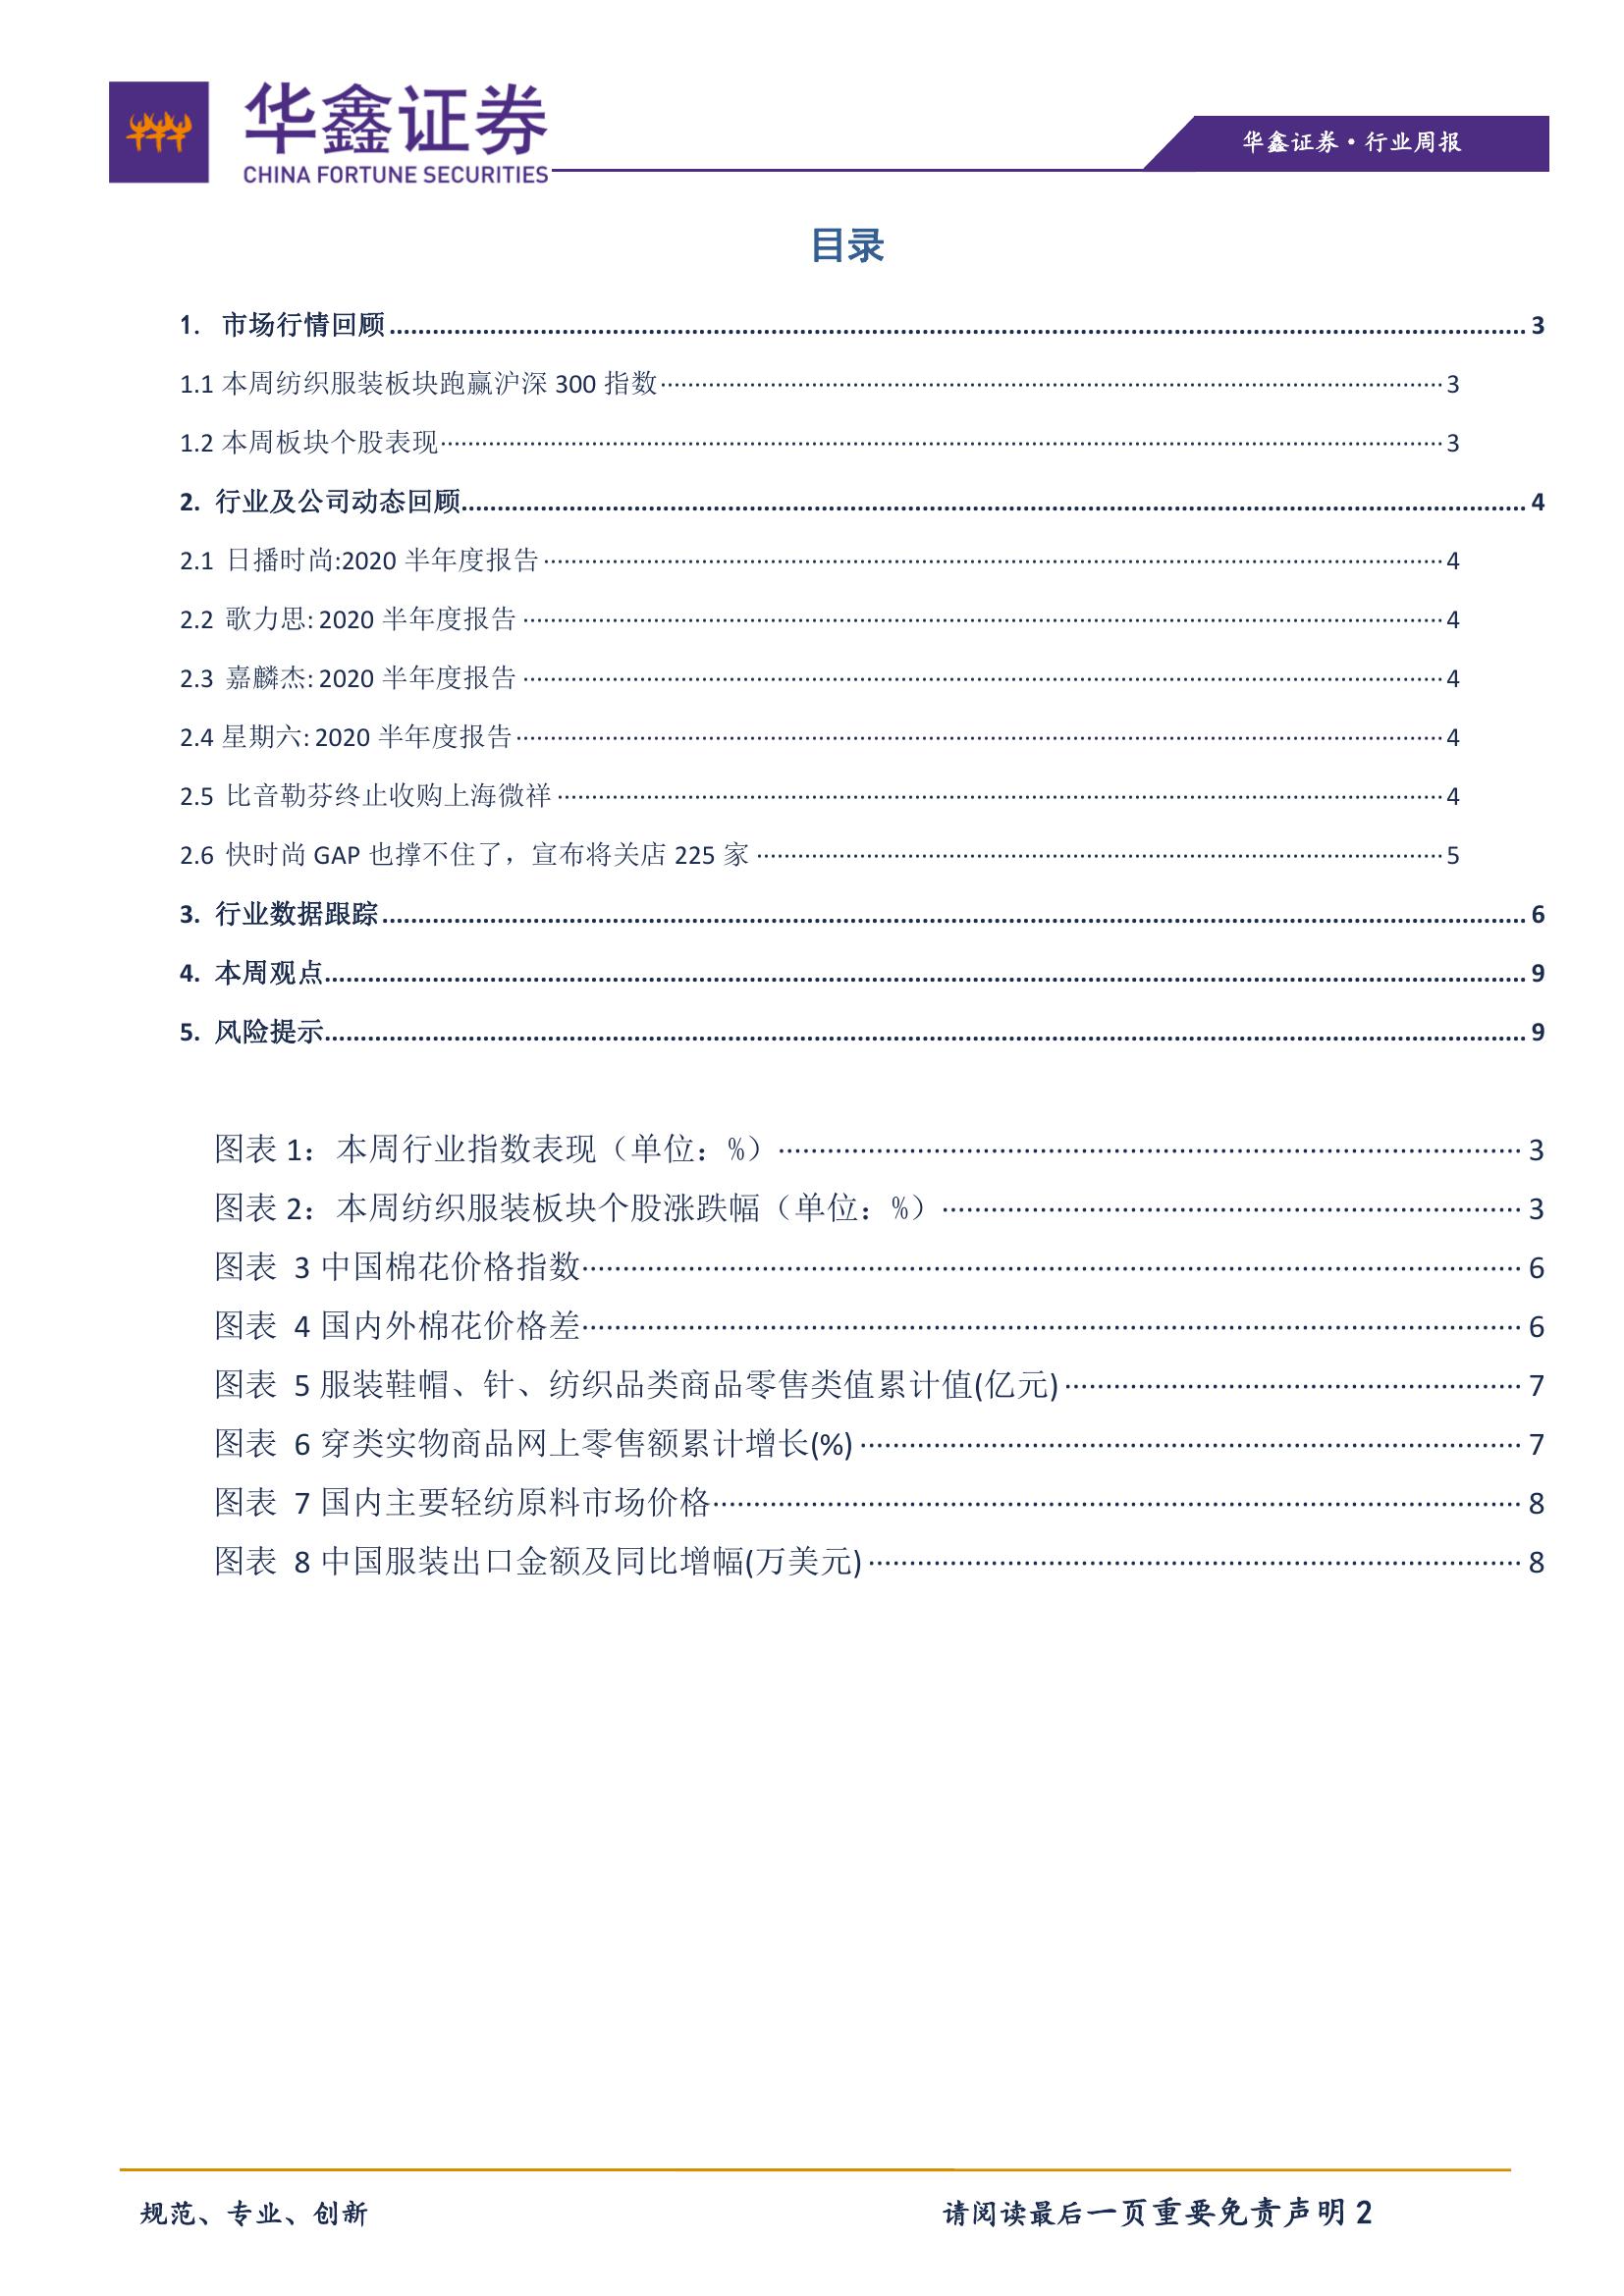 华鑫证券
CHINA FORTUNE SECURITIES
华鑫证券·行业周报
目录
1. 市场行情回顾 3
1.1 本周纺织服装板块跑赢沪深 300 指数 3
1.2 本周板块个股表现 3
2. 行业及公司动态回顾 4
2.1 日播时尚:2020 半年度报告 4
2.2 歌力思: 2020 半年度报告 4
2.3 嘉麟杰: 2020 半年度报告 4
2.4 星期六: 2020 半年度报告 4
2.5 比音勒芬终止收购上海微祥 4
2.6 快时尚 GAP 也撑不住了，宣布将关店 225 家 5
3. 行业数据跟踪 6
4. 本周观点 9
5. 风险提示 9
图表 1：本周行业指数表现（单位：%） 3
图表 2：本周纺织服装板块个股涨跌幅（单位：%） 3
图表 3 中国棉花价格指数 6
图表 4 国内外棉花价格差 6
图表 5 服装鞋帽、针、纺织品类商品零售类值累计值(亿元) 7
图表 6 穿类实物商品网上零售额累计增长(%) 7
图表 7 国内主要轻纺原料市场价格 8
图表 8 中国服装出口金额及同比增幅(万美元) 8
规范、专业、创新
请阅读最后一页重要免责声明 2